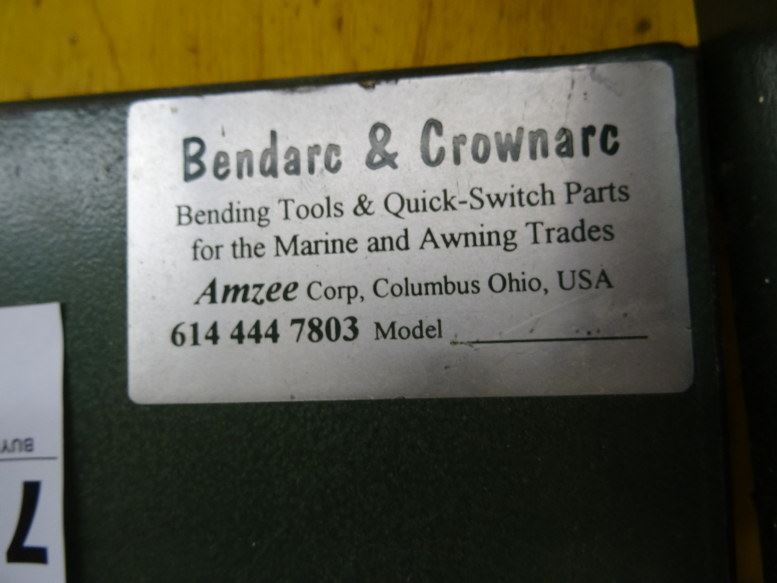 Bendarc & Crownarc
Bending Tools & Quick-Switch Parts
for the Marine and Awning Trades
Amzee Corp, Columbus Ohio, USA
614 444 7803 Model
7